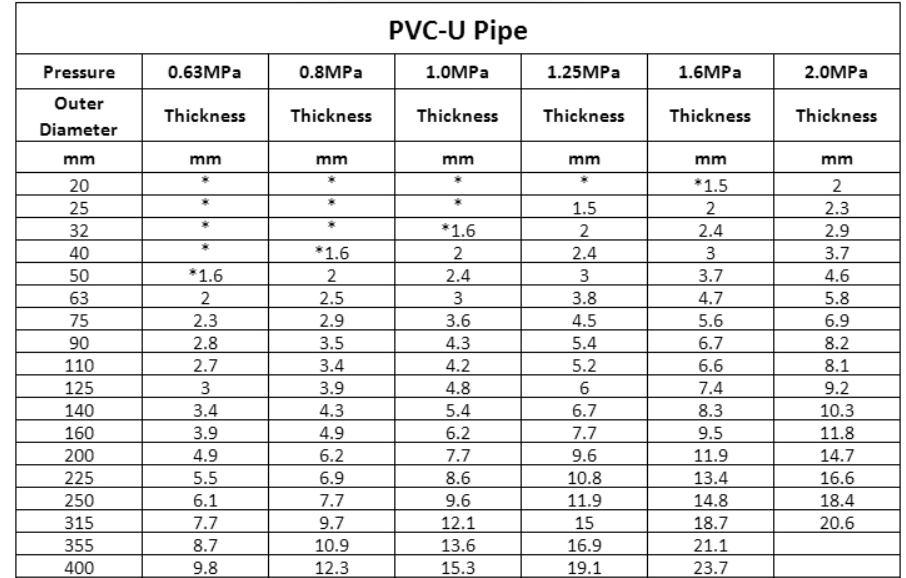 PVC-U Pipe
Pressure 0.63MPa 0.8MPa 1.0MPa 1.25MPa 1.6MPa 2.0MPa
Outer Diameter Thickness Thickness Thickness Thickness Thickness Thickness
mm mm mm mm mm mm mm
20 * * * * *1.5 2
25 * * * 1.5 2 2.3
32 * * *1.6 2 2.4 2.9
40 * *1.6 2 2.4 3 3.7
50 *1.6 2 2.4 3 3.7 4.6
63 2 2.5 3 3.8 4.7 5.8
75 2.3 2.9 3.6 4.5 5.6 6.9
90 2.8 3.5 4.3 5.4 6.7 8.2
110 2.7 3.4 4.2 5.2 6.6 8.1
125 3 3.9 4.8 6 7.4 9.2
140 3.4 4.3 5.4 6.7 8.3 10.3
160 3.9 4.9 6.2 7.7 9.5 11.8
200 4.9 6.2 7.7 9.6 11.9 14.7
225 5.5 6.9 8.6 10.8 13.4 16.6
250 6.1 7.7 9.6 11.9 14.8 18.4
315 7.7 9.7 12.1 15 18.7 20.6
355 8.7 10.9 13.6 16.9 21.1
400 9.8 12.3 15.3 19.1 23.7